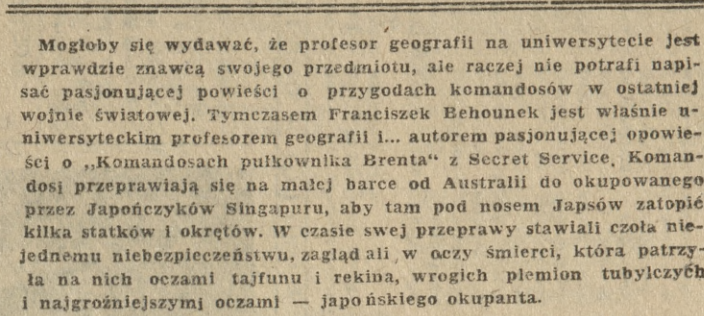 Mogłoby się wydawać, że profesor geografii na uniwersytecie jest
wprawdzie znawcą swojego przedmiotu, ale raczej nie potrafi napi-
sać pasjonującej powieści o przygodach komandosów w ostatniej
wojnie światowej. Tymczasem Franciszek Behounek jest właśnie u-
niwersyteckim profesorem geografii i... autorem pasjonującej opowie-
ści o „Komandosach pułkownika Brenta“ z Secret Service. Koman-
dosi przeprawiają się na małej barce od Australii do okupowanego
przez Japończyków Singapuru, aby tam pod nosem Japsów zatopić
kilka statków i okrętów. W czasie swej przeprawy stawiali czoła nie-
jednemu niebezpieczeństwu, zaglądali w oczy śmierci, która patrzy-
ła na nich oczami tajfunu i rekina, wrogich plemion tubylczych
i najgroźniejszymi oczami — japońskiego okupanta.